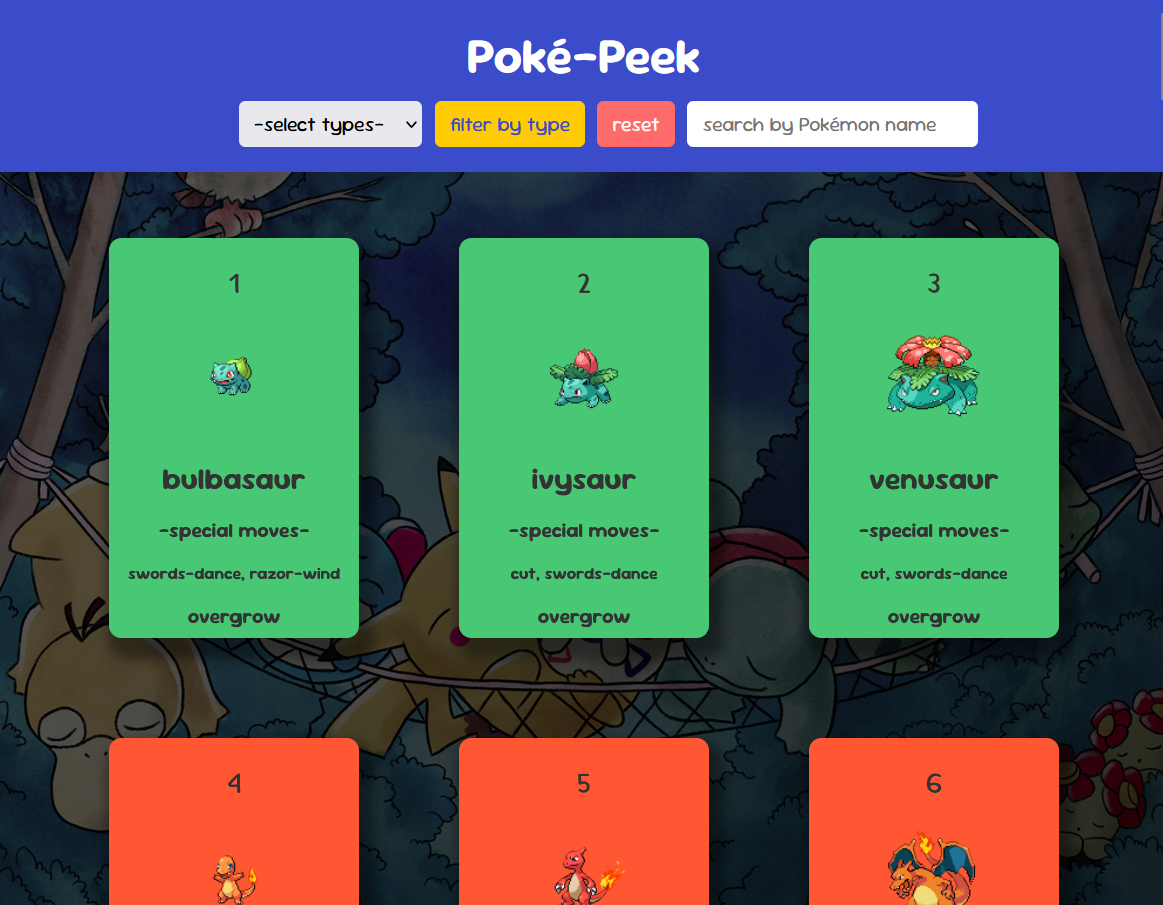 Poké-Peek
-select types- filter by type reset search by Pokémon name
1 2 3
bulbasaur ivysaur venusaur
-special moves- -special moves- -special moves-
swords-dance, razor-wind cut, swords-dance cut, swords-dance
overgrow overgrow overgrow
4 5 6